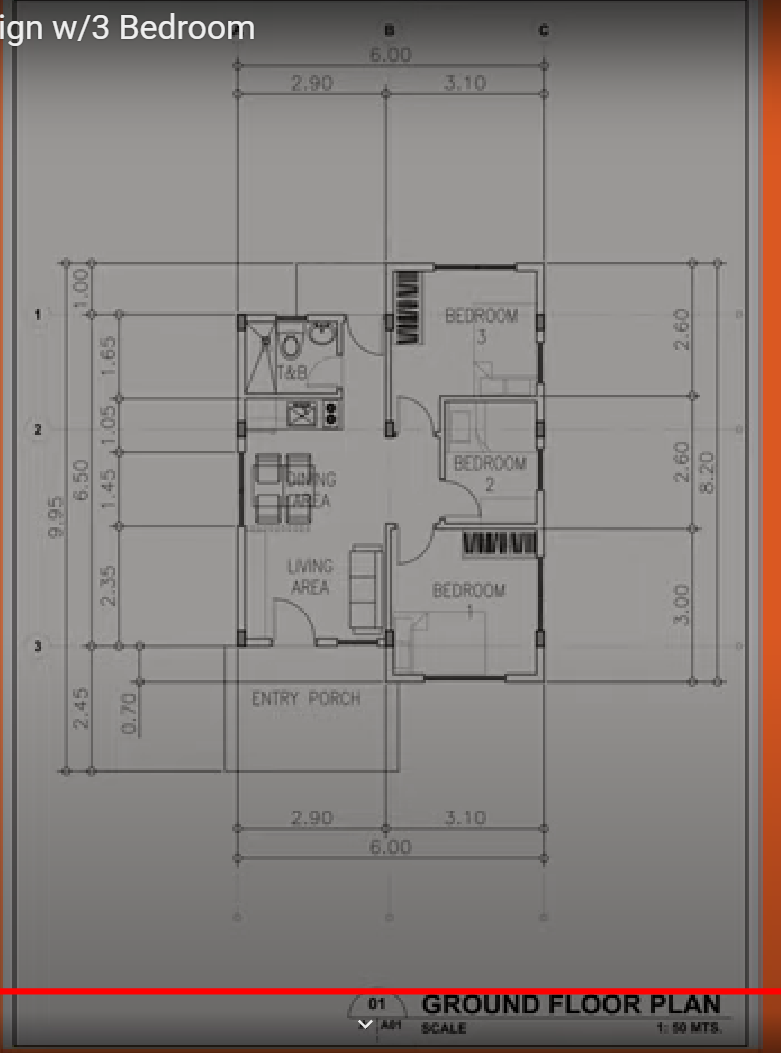 ign w/3 Bedroom
B
C
6.00
2.90
3.10
1.00
1
BEDROOM
3
2.60
1.65
T&B
1.05
2
BEDROOM
2
2.60
8.20
DINING
AREA
6.50
1.45
9.95
LIVING
AREA
2.35
BEDROOM
1
3.00
3
ENTRY PORCH
2.45
0.70
2.90
3.10
6.00
01
A01
GROUND FLOOR PLAN
SCALE
1: 50 MTS.